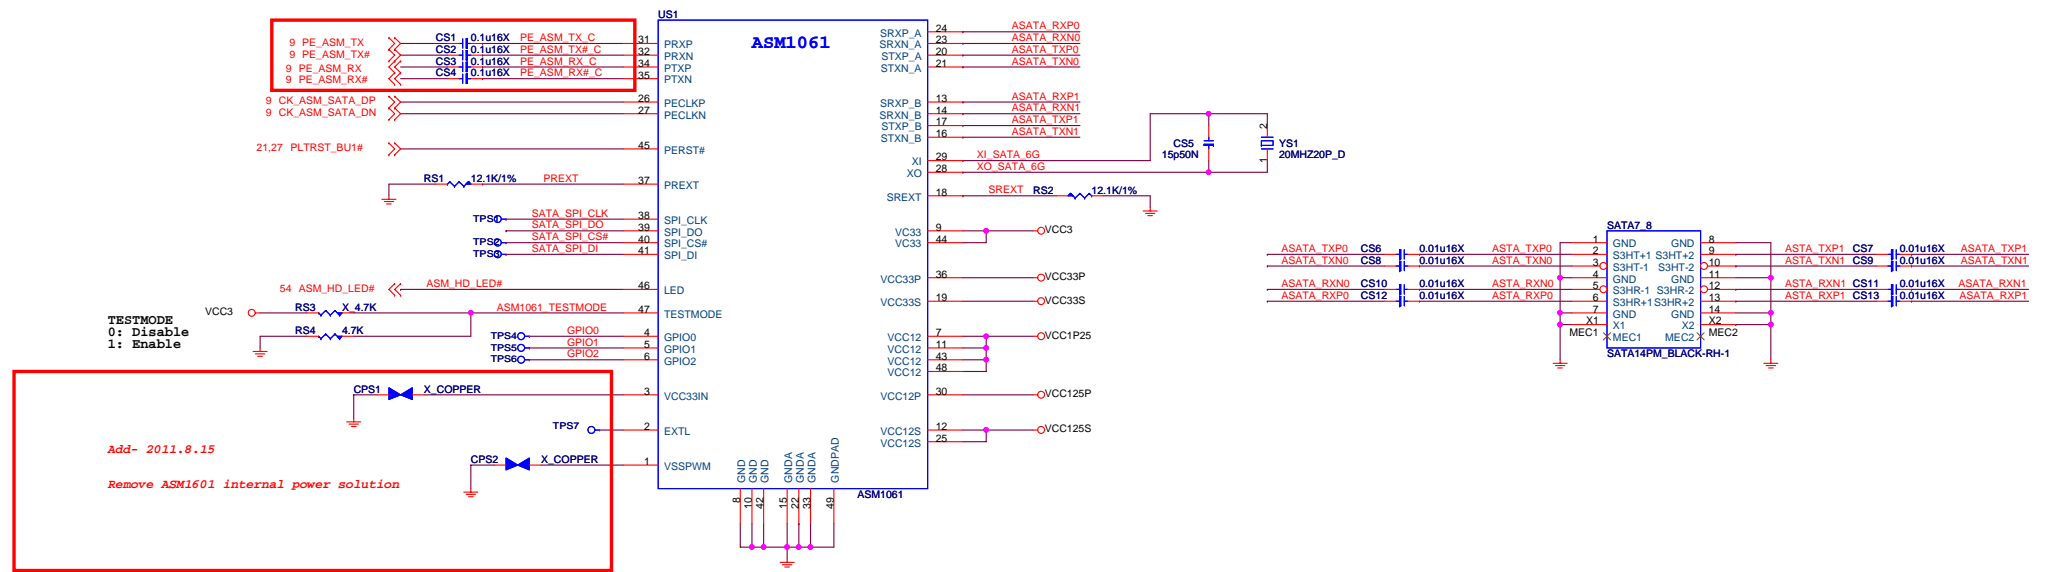 US1
ASM1061
9 PE_ASM_TX CS1 0.1u16X PE_ASM_TX_C 31 PRXP
9 PE_ASM_TX# CS2 0.1u16X PE_ASM_TX#_C 32 PRXN
9 PE_ASM_RX CS3 0.1u16X PE_ASM_RX_C 34 PTXP
9 PE_ASM_RX# CS4 0.1u16X PE_ASM_RX#_C 35 PTXN
9 CK_ASM_SATA_DP 26 PECLKP
9 CK_ASM_SATA_DN 27 PECLKN
21,27 PLTRST_BU1# 45 PERST#
RS1 12.1K/1% PREXT 37 PREXT
TPS1 SATA_SPI_CLK 38 SPI_CLK
SATA_SPI_DO 39 SPI_DO
TPS2 SATA_SPI_CS# 40 SPI_CS#
TPS3 SATA_SPI_DI 41 SPI_DI
54 ASM_HD_LED# ASM_HD_LED# 46 LED
VCC3 RS3 X_4.7K ASM1061_TESTMODE 47 TESTMODE
RS4 4.7K
TESTMODE
0: Disable
1: Enable
TPS4 GPIO0 4 GPIO0
TPS5 GPIO1 5 GPIO1
TPS6 GPIO2 6 GPIO2
CPS1 X_COPPER 3 VCC33IN
TPS7 2 EXTL
CPS2 X_COPPER 1 VSSPWM
Add- 2011.8.15
Remove ASM1601 internal power solution
SRXP_A 24 ASATA_RXP0
SRXN_A 23 ASATA_RXN0
STXP_A 20 ASATA_TXP0
STXN_A 21 ASATA_TXN0
SRXP_B 13 ASATA_RXP1
SRXN_B 14 ASATA_RXN1
STXP_B 17 ASATA_TXP1
STXN_B 16 ASATA_TXN1
XI 29 XI_SATA_6G
XO 28 XO_SATA_6G
CS5
15p50N
2
1
YS1
20MHZ20P_D
SREXT 18 SREXT RS2 12.1K/1%
VC33 9 VCC3
VC33 44
VCC33P 36 VCC33P
VCC33S 19 VCC33S
VCC12 7 VCC1P25
VCC12 11
VCC12 43
VCC12 48
VCC12P 30 VCC125P
VCC12S 12 VCC125S
VCC12S 25
GND GND GND GNDA GNDA GNDA GNDPAD
8 10 42 15 22 33 49
ASM1061
SATA7_8
1 GND GND 8
ASATA_TXP0 CS6 0.01u16X ASTA_TXP0 2 S3HT+1 S3HT+2 9 ASTA_TXP1 CS7 0.01u16X ASATA_TXP1
ASATA_TXN0 CS8 0.01u16X ASTA_TXN0 3 S3HT-1 S3HT-2 10 ASTA_TXN1 CS9 0.01u16X ASATA_TXN1
4 GND GND 11
ASATA_RXN0 CS10 0.01u16X ASTA_RXN0 5 S3HR-1 S3HR-2 12 ASTA_RXN1 CS11 0.01u16X ASATA_RXN1
ASATA_RXP0 CS12 0.01u16X ASTA_RXP0 6 S3HR+1 S3HR+2 13 ASTA_RXP1 CS13 0.01u16X ASATA_RXP1
7 GND GND 14
X1 X1 X2 X2
MEC1 MEC1 MEC2 MEC2
SATA14PM_BLACK-RH-1